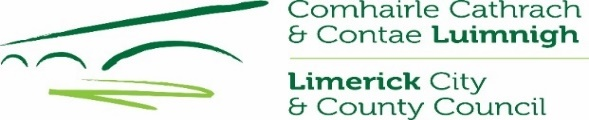 Comhairle Cathrach
& Contae Luimnigh
Limerick City
& County Council